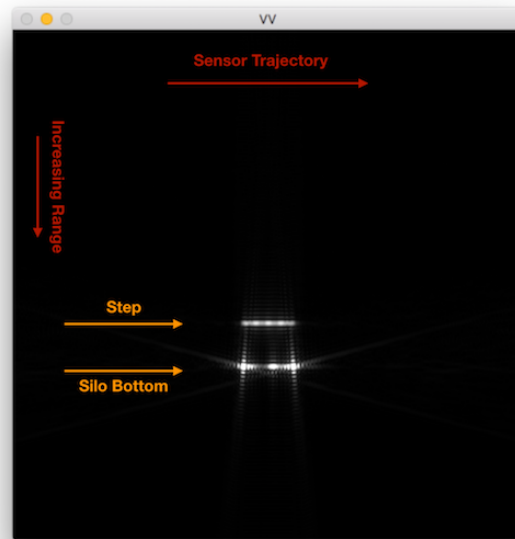 VV
Sensor Trajectory
Increasing Range
Step
Silo Bottom